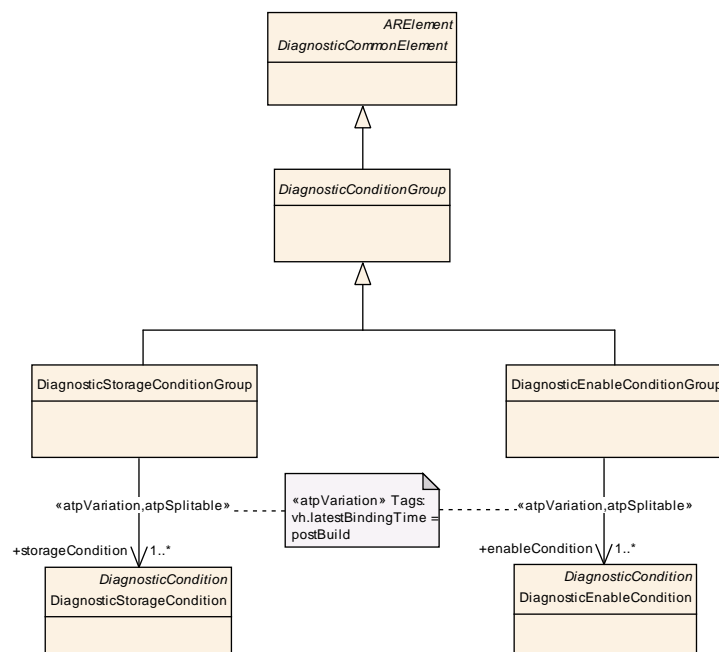 ARElement
DiagnosticCommonElement
DiagnosticConditionGroup
DiagnosticStorageConditionGroup
DiagnosticEnableConditionGroup
«atpVariation,atpSplitable»
«atpVariation» Tags:
vh.latestBindingTime =
postBuild
«atpVariation,atpSplitable»
+storageCondition
1..*
+enableCondition
1..*
DiagnosticCondition
DiagnosticStorageCondition
DiagnosticCondition
DiagnosticEnableCondition